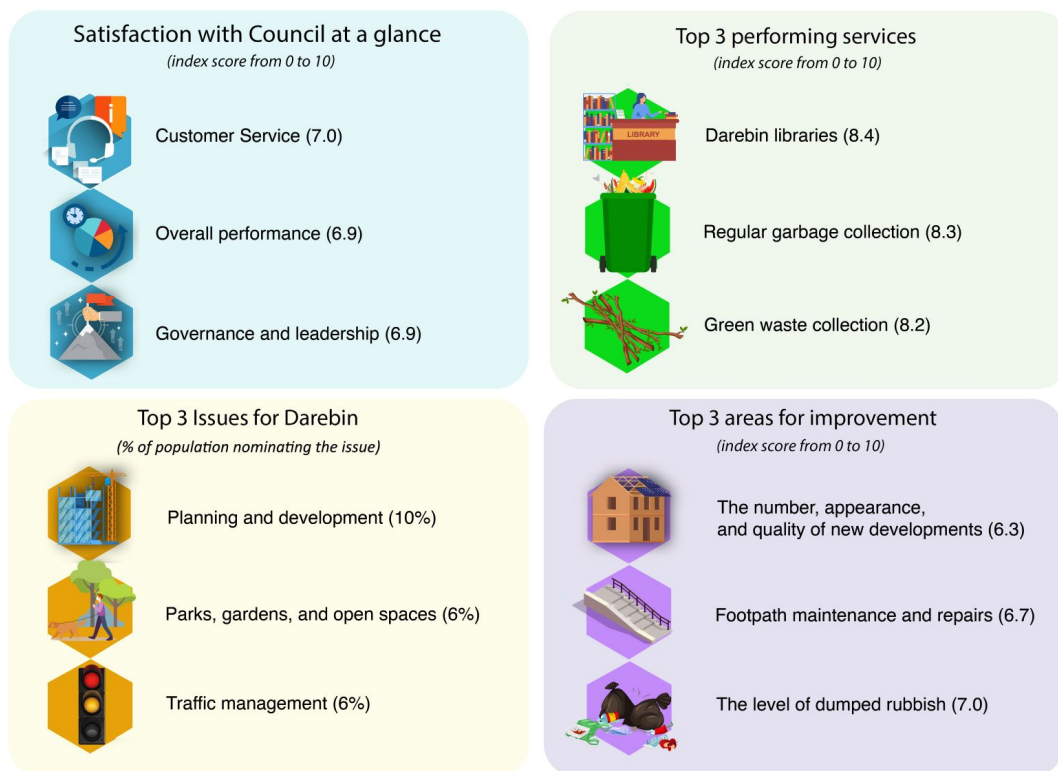 Satisfaction with Council at a glance
(index score from 0 to 10)
Customer Service (7.0)
Overall performance (6.9)
Governance and leadership (6.9)
Top 3 performing services
(index score from 0 to 10)
LIBRARY
Darebin libraries (8.4)
Regular garbage collection (8.3)
Green waste collection (8.2)
Top 3 Issues for Darebin
(% of population nominating the issue)
Planning and development (10%)
Parks, gardens, and open spaces (6%)
Traffic management (6%)
Top 3 areas for improvement
(index score from 0 to 10)
The number, appearance,
and quality of new developments (6.3)
Footpath maintenance and repairs (6.7)
The level of dumped rubbish (7.0)